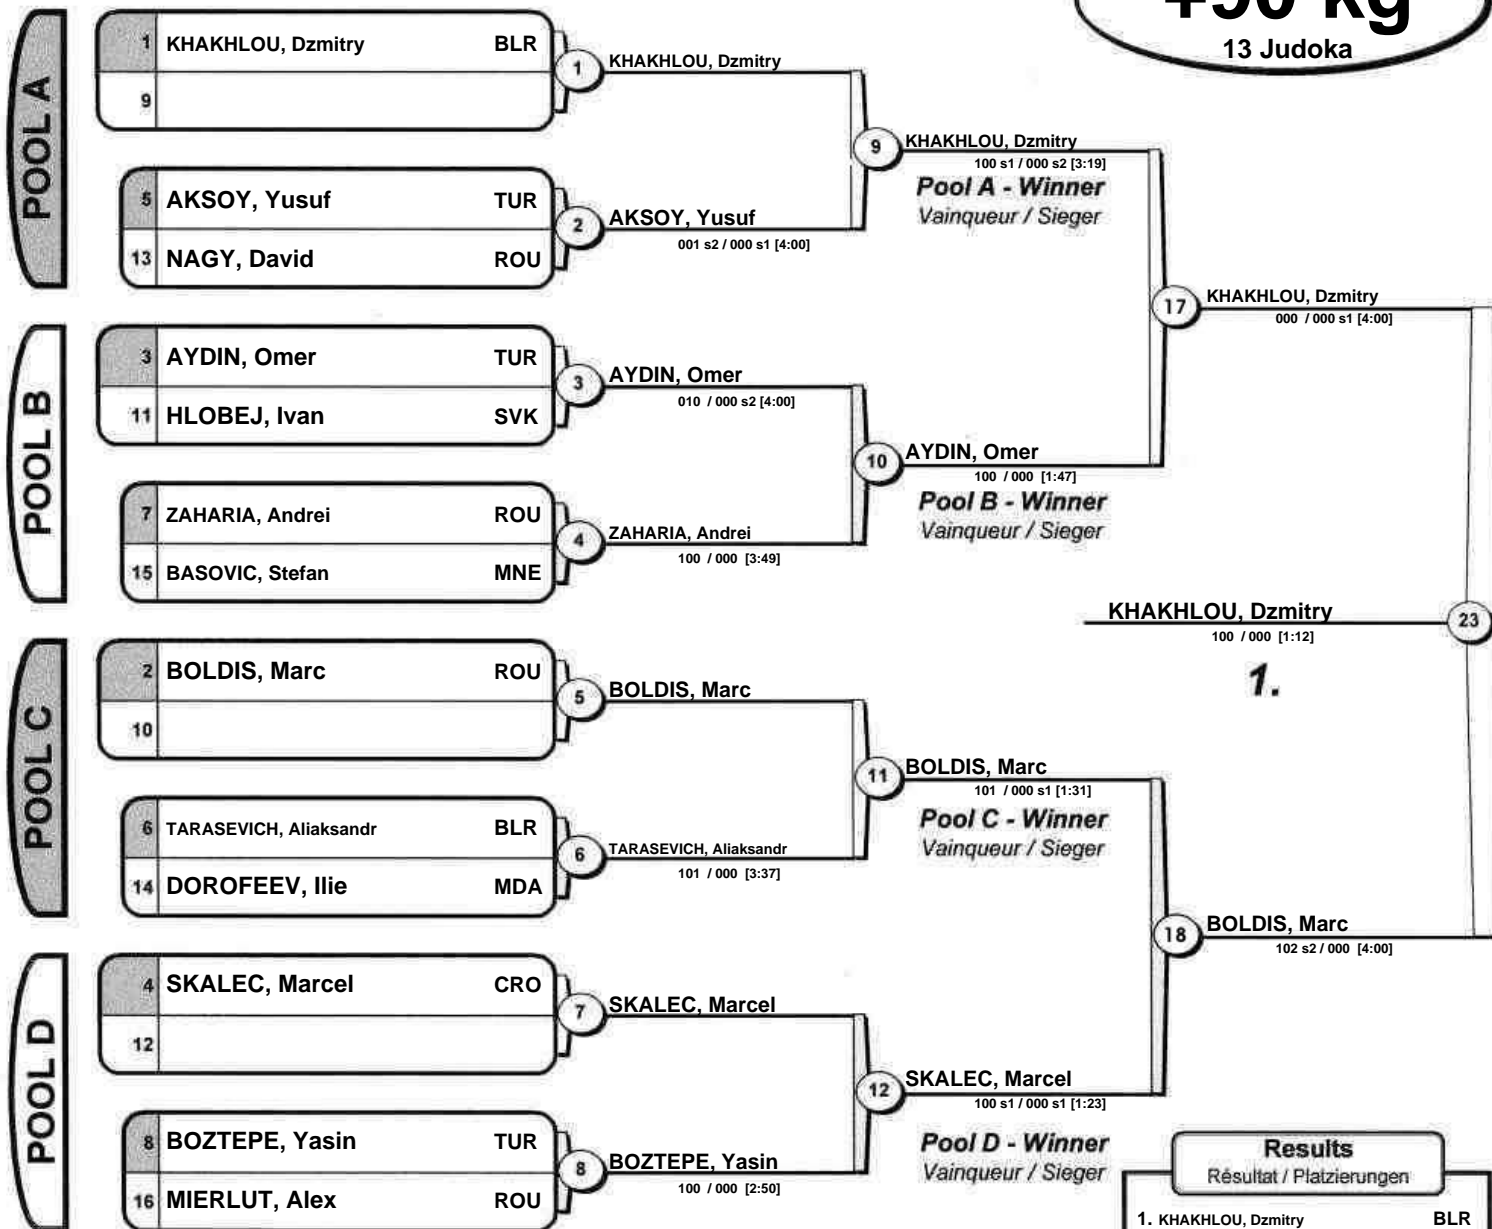 +90 kg
13 Judoka
POOL A
1 KHAKHLOU, Dzmitry BLR
9
1
KHAKHLOU, Dzmitry
5 AKSOY, Yusuf TUR
13 NAGY, David ROU
2
AKSOY, Yusuf
001 s2 / 000 s1 [4:00]
9
KHAKHLOU, Dzmitry
100 s1 / 000 s2 [3:19]
Pool A - Winner
Vainqueur / Sieger
POOL B
3 AYDIN, Omer TUR
11 HLOBEJ, Ivan SVK
3
AYDIN, Omer
010 / 000 s2 [4:00]
7 ZAHARIA, Andrei ROU
15 BASOVIC, Stefan MNE
4
ZAHARIA, Andrei
100 / 000 [3:49]
10
AYDIN, Omer
100 / 000 [1:47]
Pool B - Winner
Vainqueur / Sieger
17
KHAKHLOU, Dzmitry
000 / 000 s1 [4:00]
KHAKHLOU, Dzmitry
100 / 000 [1:12]
1.
23
POOL C
2 BOLDIS, Marc ROU
10
5
BOLDIS, Marc
6 TARASEVICH, Aliaksandr BLR
14 DOROFEEV, Ilie MDA
6
TARASEVICH, Aliaksandr
101 / 000 [3:37]
11
BOLDIS, Marc
101 / 000 s1 [1:31]
Pool C - Winner
Vainqueur / Sieger
POOL D
4 SKALEC, Marcel CRO
12
7
SKALEC, Marcel
8 BOZTEPE, Yasin TUR
16 MIERLUT, Alex ROU
8
BOZTEPE, Yasin
100 / 000 [2:50]
12
SKALEC, Marcel
100 s1 / 000 s1 [1:23]
Pool D - Winner
Vainqueur / Sieger
18
BOLDIS, Marc
102 s2 / 000 [4:00]
Results
Résultat / Platzierungen
1. KHAKHLOU, Dzmitry BLR